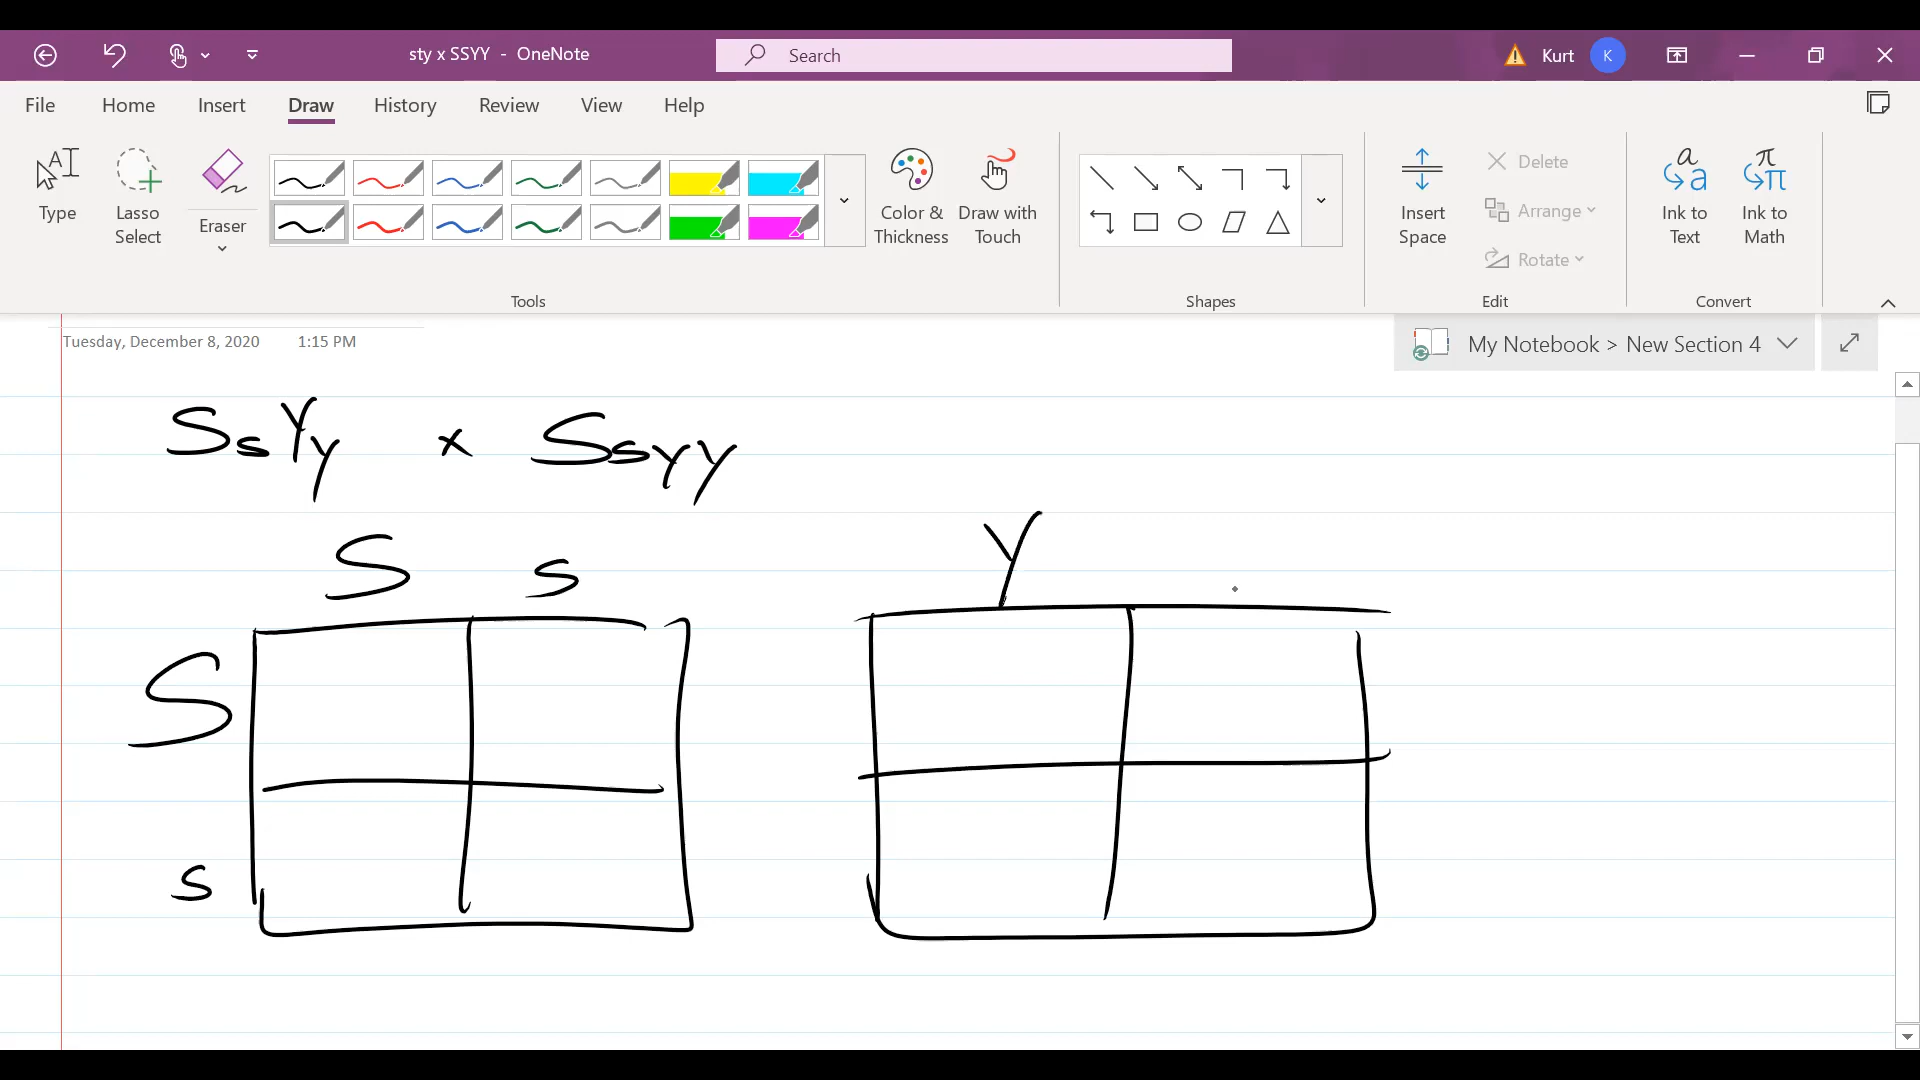 sty x SSYY - OneNote
Search
Kurt
K
File Home Insert Draw History Review View Help
Type
Lasso Select
Eraser
Color & Thickness
Draw with Touch
Insert Space
Delete
Arrange
Rotate
Ink to Text
Ink to Math
Tools
Shapes
Edit
Convert
Tuesday, December 8, 2020 1:15 PM
My Notebook > New Section 4
SsYy x Ssyy
S s Y
S
s